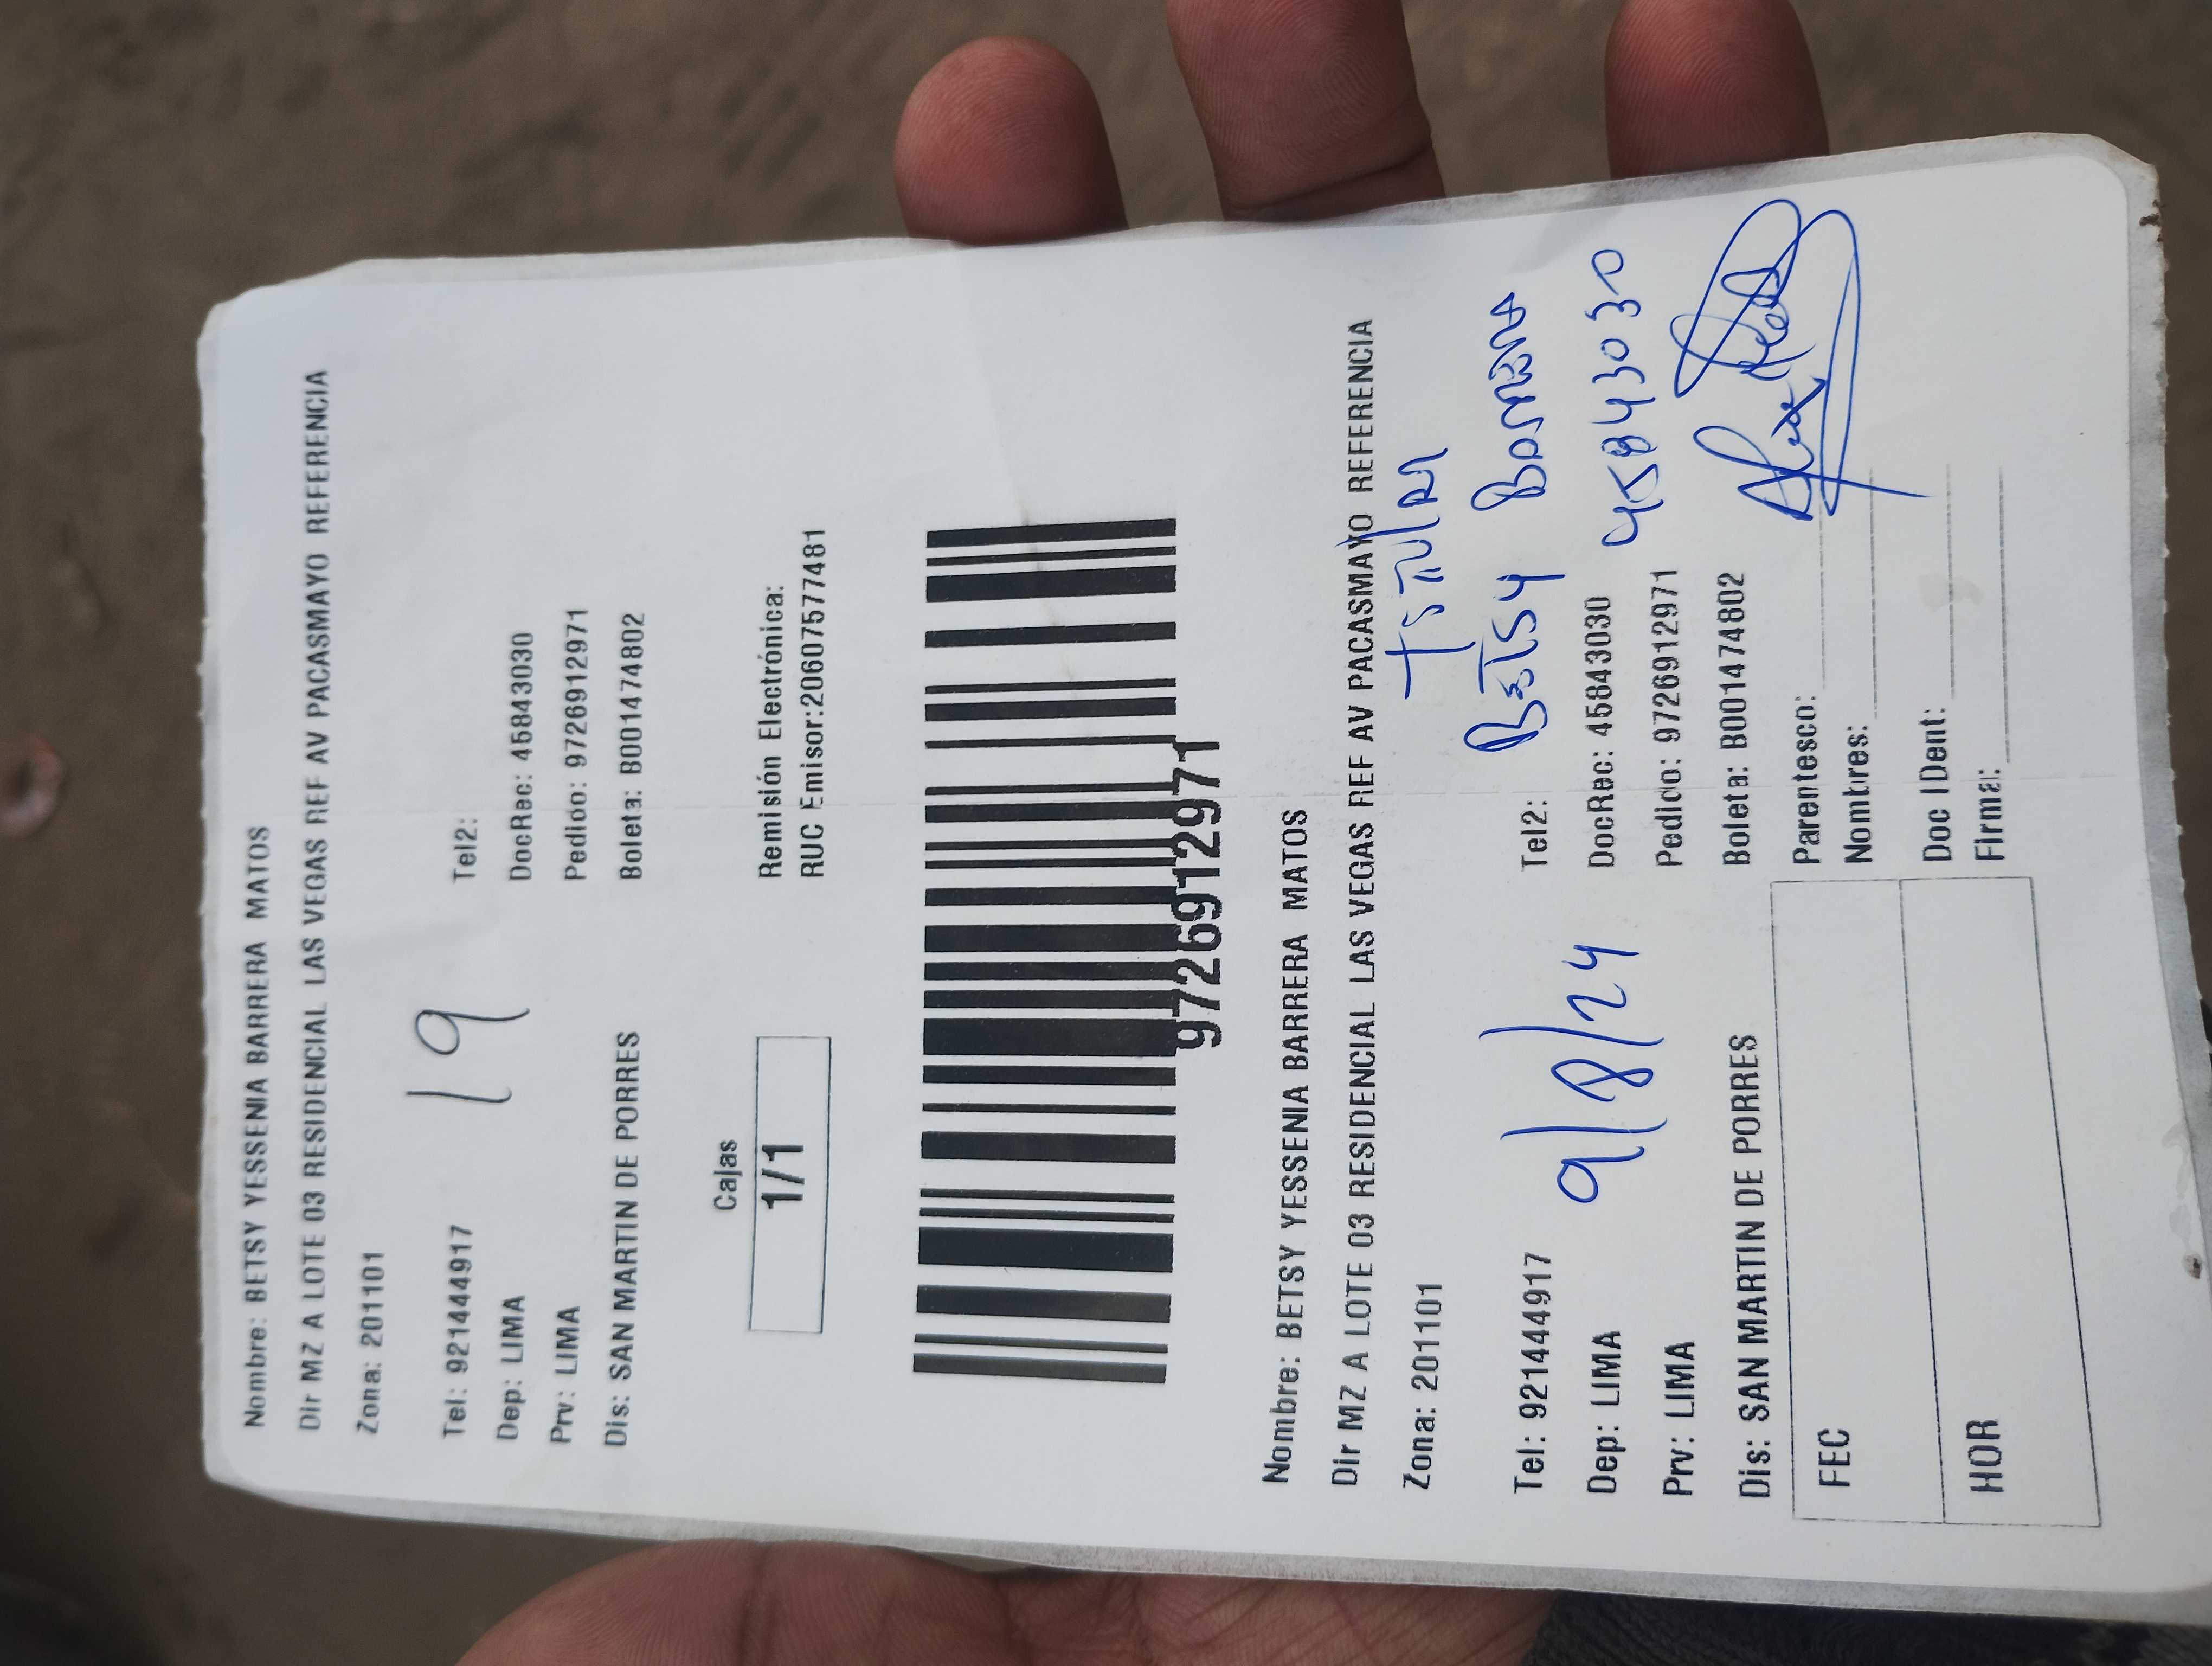 Nombre: BETSY YESSENIA BARRERA MATOS
Dir MZ A LOTE 03 RESIDENCIAL LAS VEGAS REF AV PACASMAYO REFERENCIA
Zona: 201101
19
Tel: 921444917 Tel2:
Dep: LIMA DocRec: 45843030
Prv: LIMA Pedido: 9726912971
Dis: SAN MARTIN DE PORRES Boleta: B001474802
Cajas Remisión Electrónica:
1/1 RUC Emisor:20607577481
9726912971
Nombre: BETSY YESSENIA BARRERA MATOS
Dir MZ A LOTE 03 RESIDENCIAL LAS VEGAS REF AV PACASMAYO REFERENCIA
Zona: 201101
Betsy
Tel: 921444917 9/8/24 Tel2:
Dep: LIMA DocRec: 45843030 45843030
Prv: LIMA Pedido: 9726912971
Dis: SAN MARTIN DE PORRES Boleta: B001474802
FEC Parentesco:
Nombres:
HOR Doc IDent:
Firma: